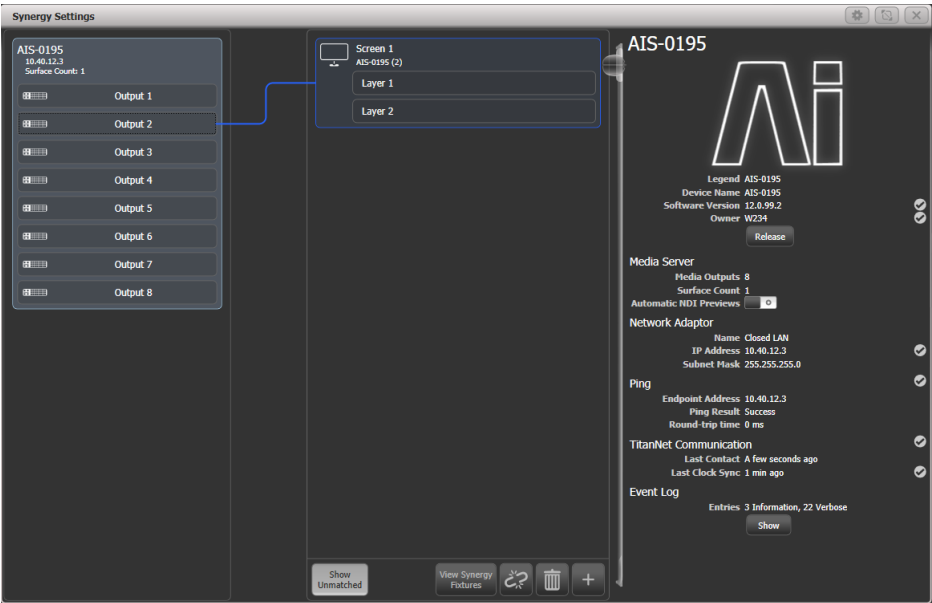 Synergy Settings
AIS-0195
10.40.12.3
Surface Count: 1
Output 1
Output 2
Output 3
Output 4
Output 5
Output 6
Output 7
Output 8
Screen 1
AIS-0195 (2)
Layer 1
Layer 2
Show
Unmatched
View Synergy
Fixtures
AIS-0195
Ai
Legend AIS-0195
Device Name AIS-0195
Software Version 12.0.99.2
Owner W234
Release
Media Server
Media Outputs 8
Surface Count 1
Automatic NDI Previews
Network Adaptor
Name Closed LAN
IP Address 10.40.12.3
Subnet Mask 255.255.255.0
Ping
Endpoint Address 10.40.12.3
Ping Result Success
Round-trip time 0 ms
TitanNet Communication
Last Contact A few seconds ago
Last Clock Sync 1 min ago
Event Log
Entries 3 Information, 22 Verbose
Show